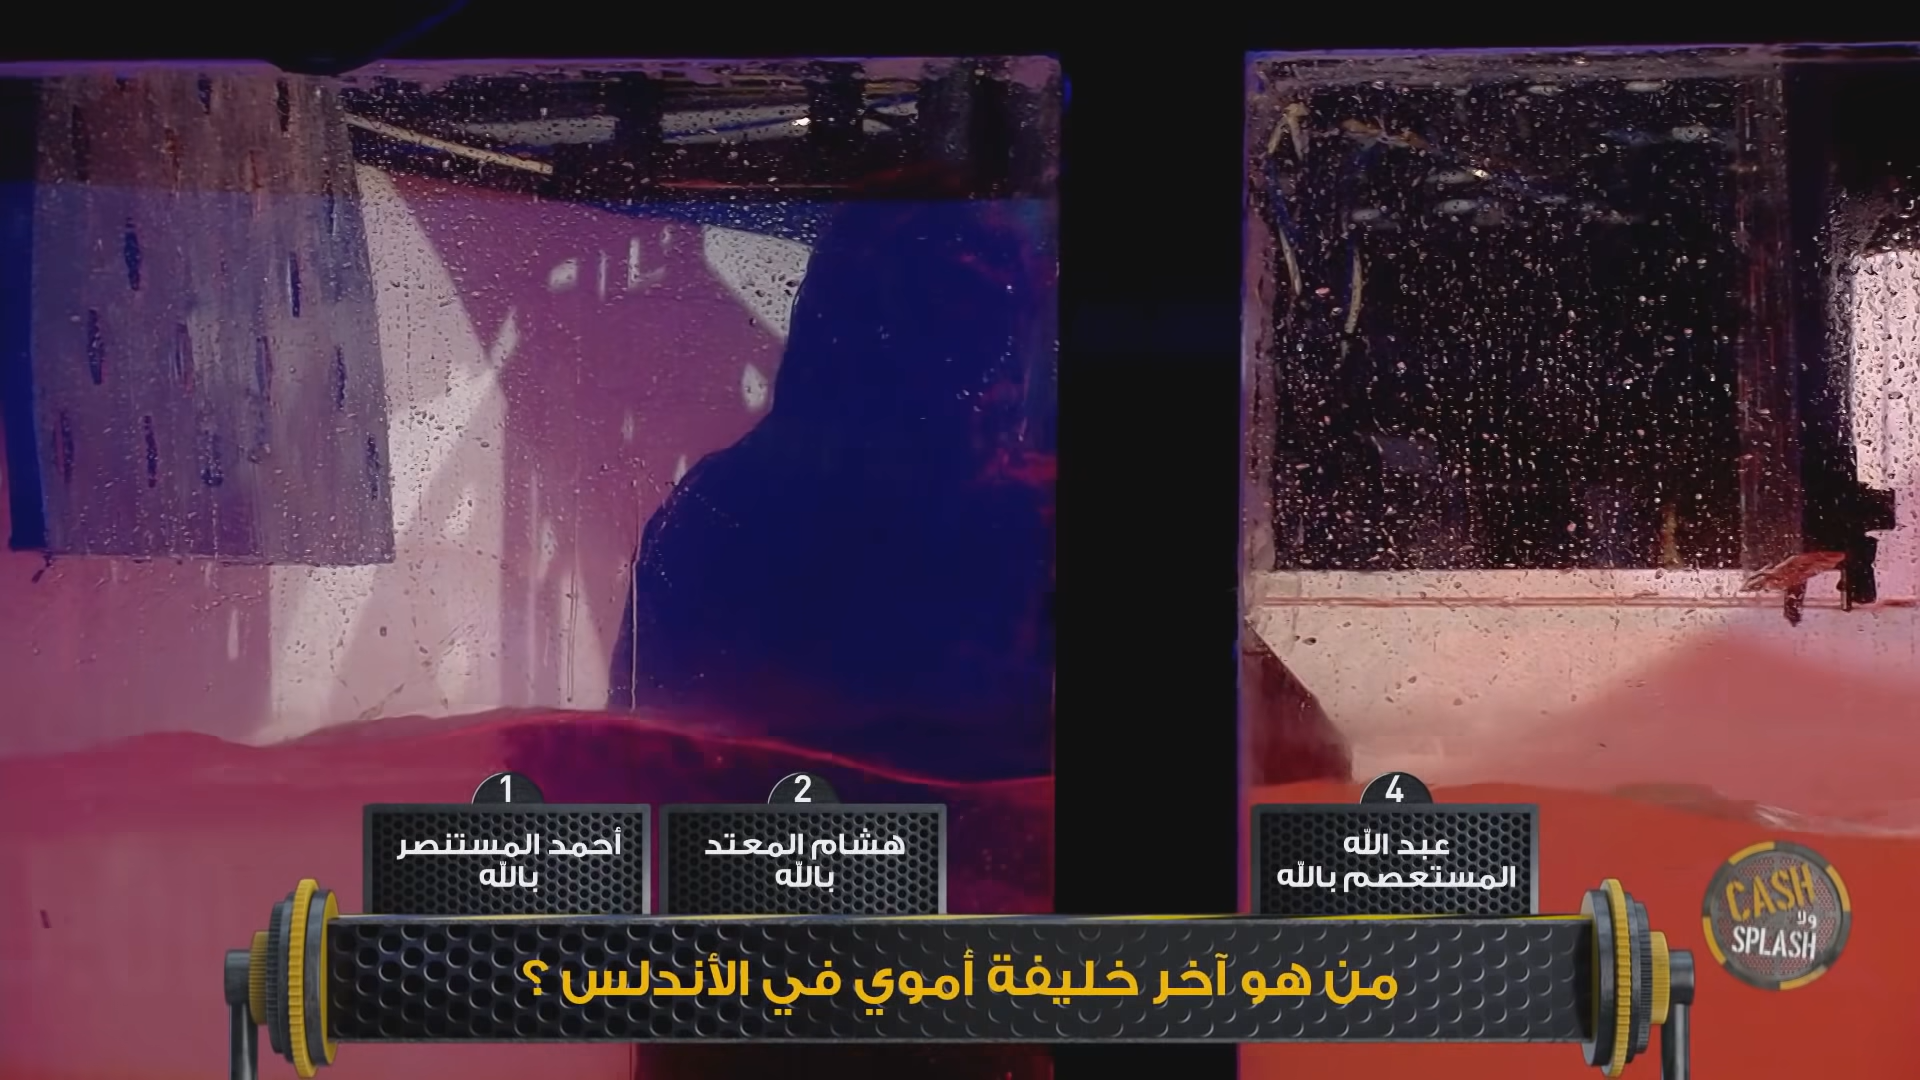 1
أحمد المستنصر
بالله
2
هشام المعتد
بالله
4
عبد الله
المستعصم بالله
من هو آخر خليفة أموي في الأندلس ؟
CASH
ولا
SPLASH